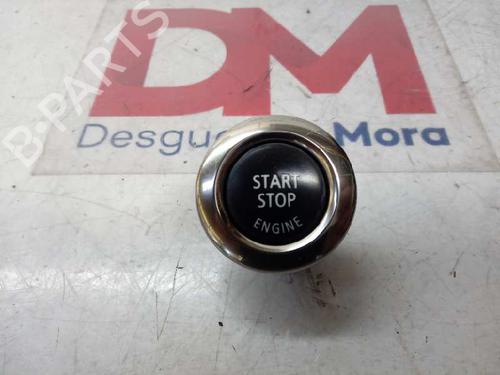 DM
Desgu
Mora
START
STOP
ENGINE
B-PARTS